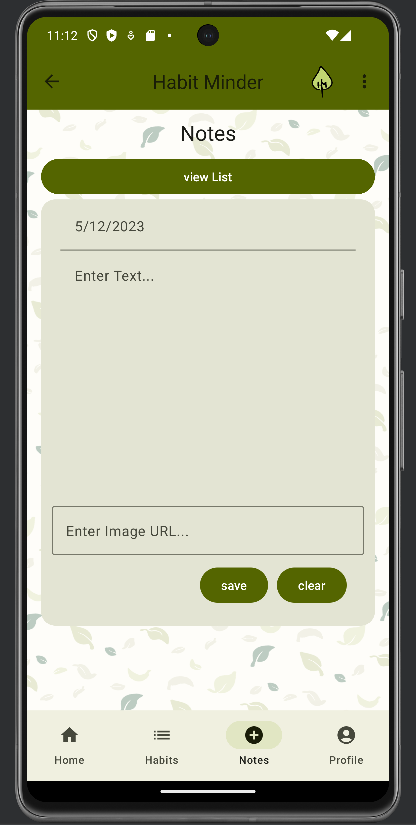 11:12
Habit Minder
Notes
view List
5/12/2023
Enter Text...
Enter Image URL...
save clear
Home Habits Notes Profile